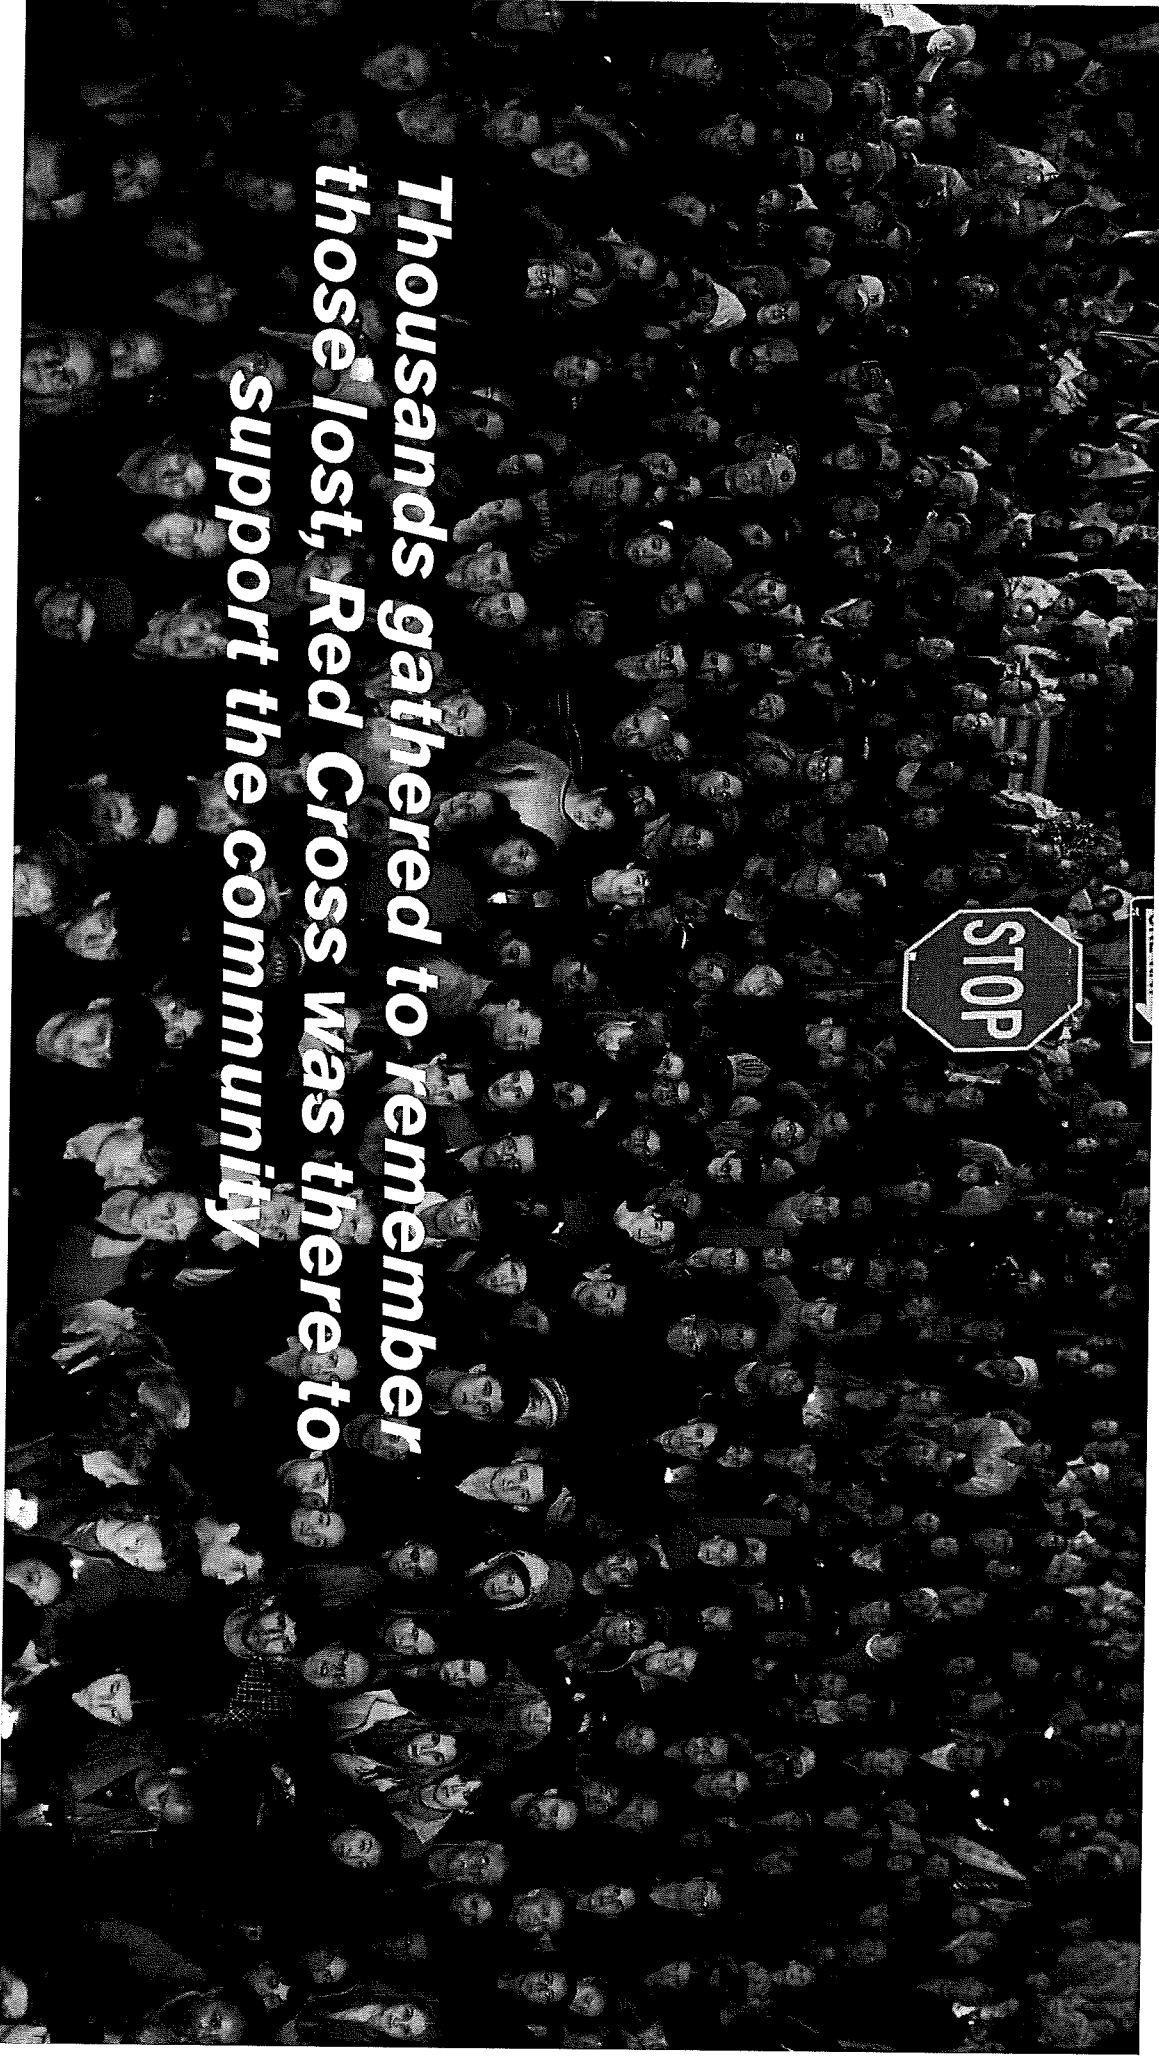 STOP
Thousands gathered to remember
those lost, Red Cross was there to
support the community